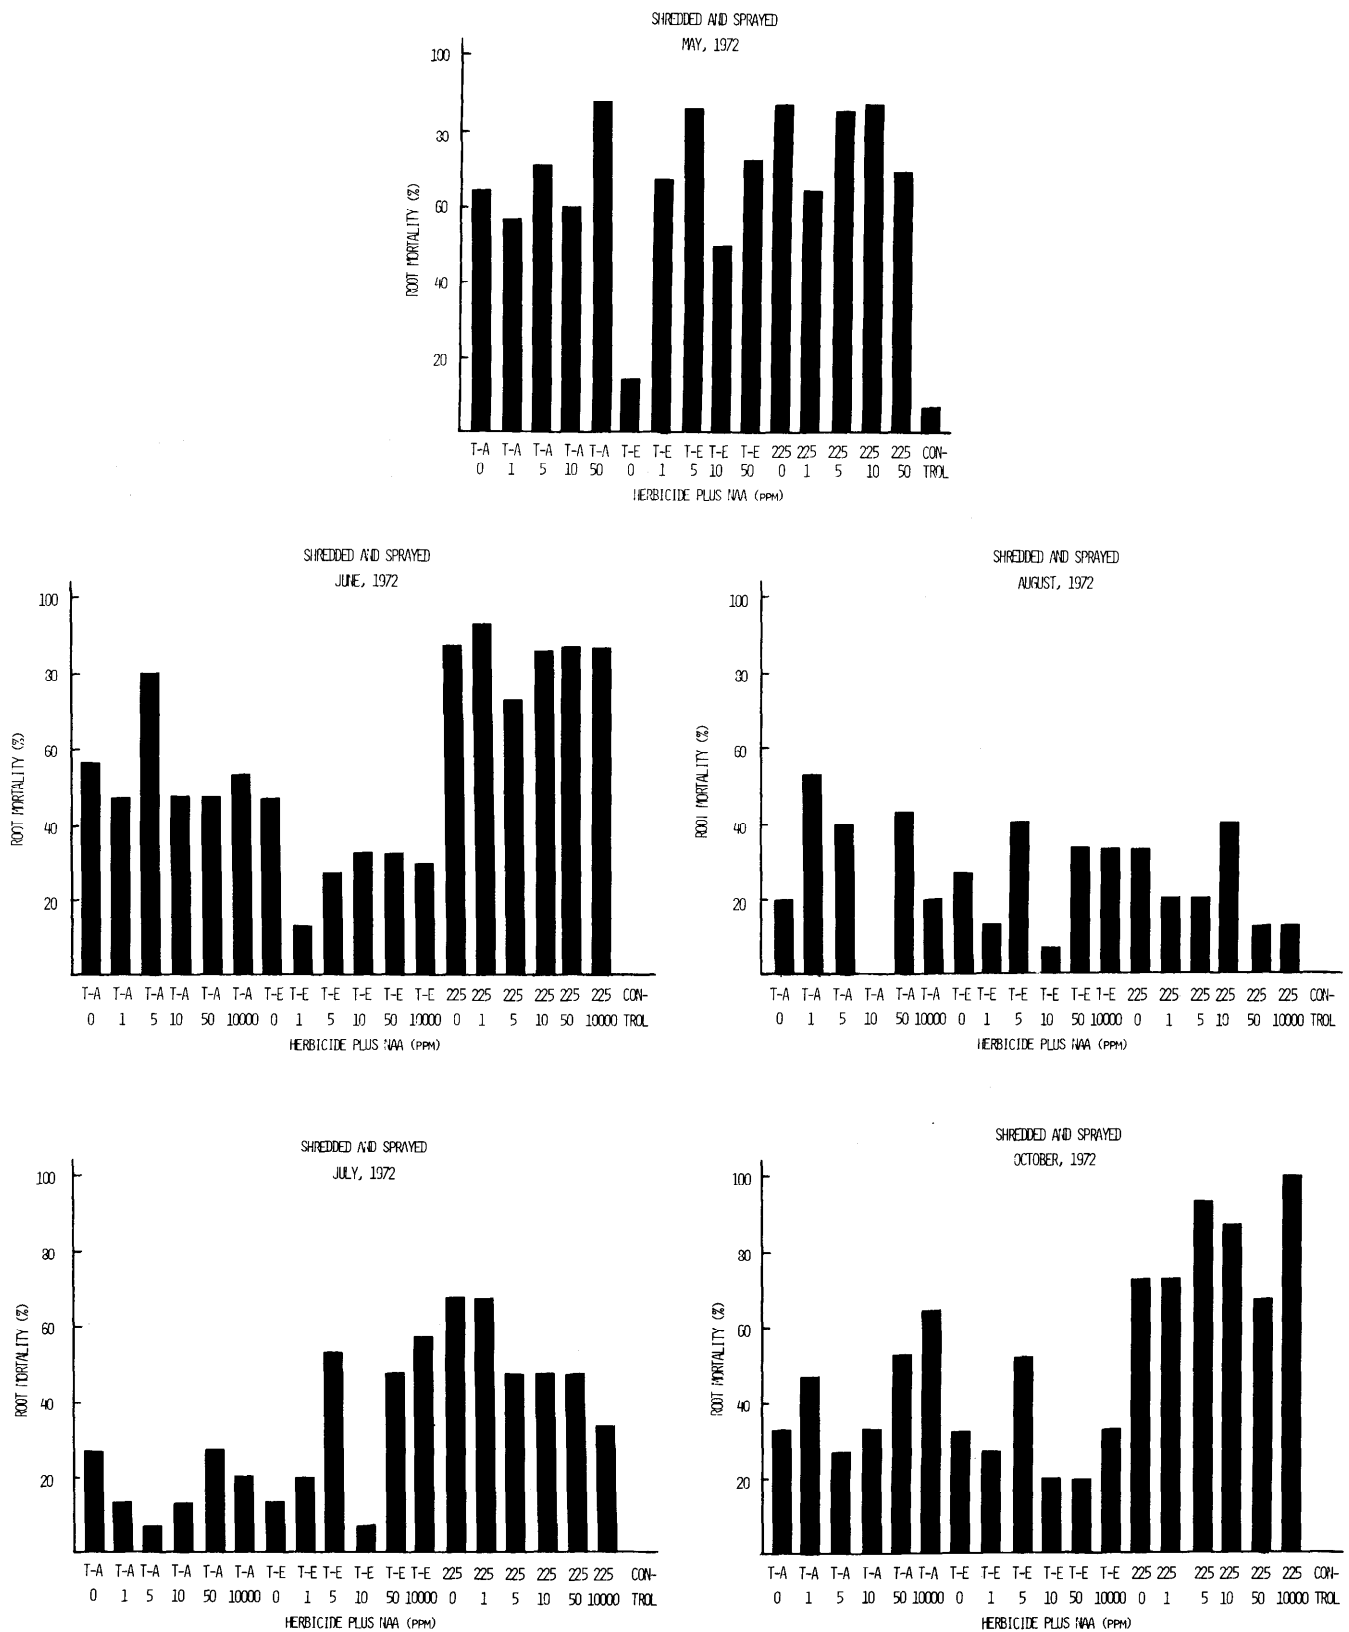 SHREDDED AND SPRAYED
MAY, 1972
100
80
60
40
20
ROOT MORTALITY (%)
T-A T-A T-A T-A T-A T-E T-E T-E T-E T-E 225 225 225 225 225 CON-
0 1 5 10 50 0 1 5 10 50 0 1 5 10 50 TROL
HERBICIDE PLUS NAA (PPM)
SHREDDED AND SPRAYED
JUNE, 1972
100
80
60
40
20
ROOT MORTALITY (%)
T-A T-A T-A T-A T-A T-A T-E T-E T-E T-E T-E T-E 225 225 225 225 225 225 CON-
0 1 5 10 50 10000 0 1 5 10 50 10000 0 1 5 10 50 10000 TROL
HERBICIDE PLUS NAA (PPM)
SHREDDED AND SPRAYED
AUGUST, 1972
100
80
60
40
20
ROOT MORTALITY (%)
T-A T-A T-A T-A T-A T-A T-E T-E T-E T-E T-E T-E 225 225 225 225 225 225 CON-
0 1 5 10 50 10000 0 1 5 10 50 10000 0 1 5 10 50 10000 TROL
HERBICIDE PLUS NAA (PPM)
SHREDDED AND SPRAYED
JULY, 1972
100
80
60
40
20
ROOT MORTALITY (%)
T-A T-A T-A T-A T-A T-A T-E T-E T-E T-E T-E T-E 225 225 225 225 225 225 CON-
0 1 5 10 50 10000 0 1 5 10 50 10000 0 1 5 10 50 10000 TROL
HERBICIDE PLUS NAA (PPM)
SHREDDED AND SPRAYED
OCTOBER, 1972
100
80
60
40
20
ROOT MORTALITY (%)
T-A T-A T-A T-A T-A T-A T-E T-E T-E T-E T-E T-E 225 225 225 225 225 225 CON-
0 1 5 10 50 10000 0 1 5 10 50 10000 0 1 5 10 50 10000 TROL
HERBICIDE PLUS NAA (PPM)